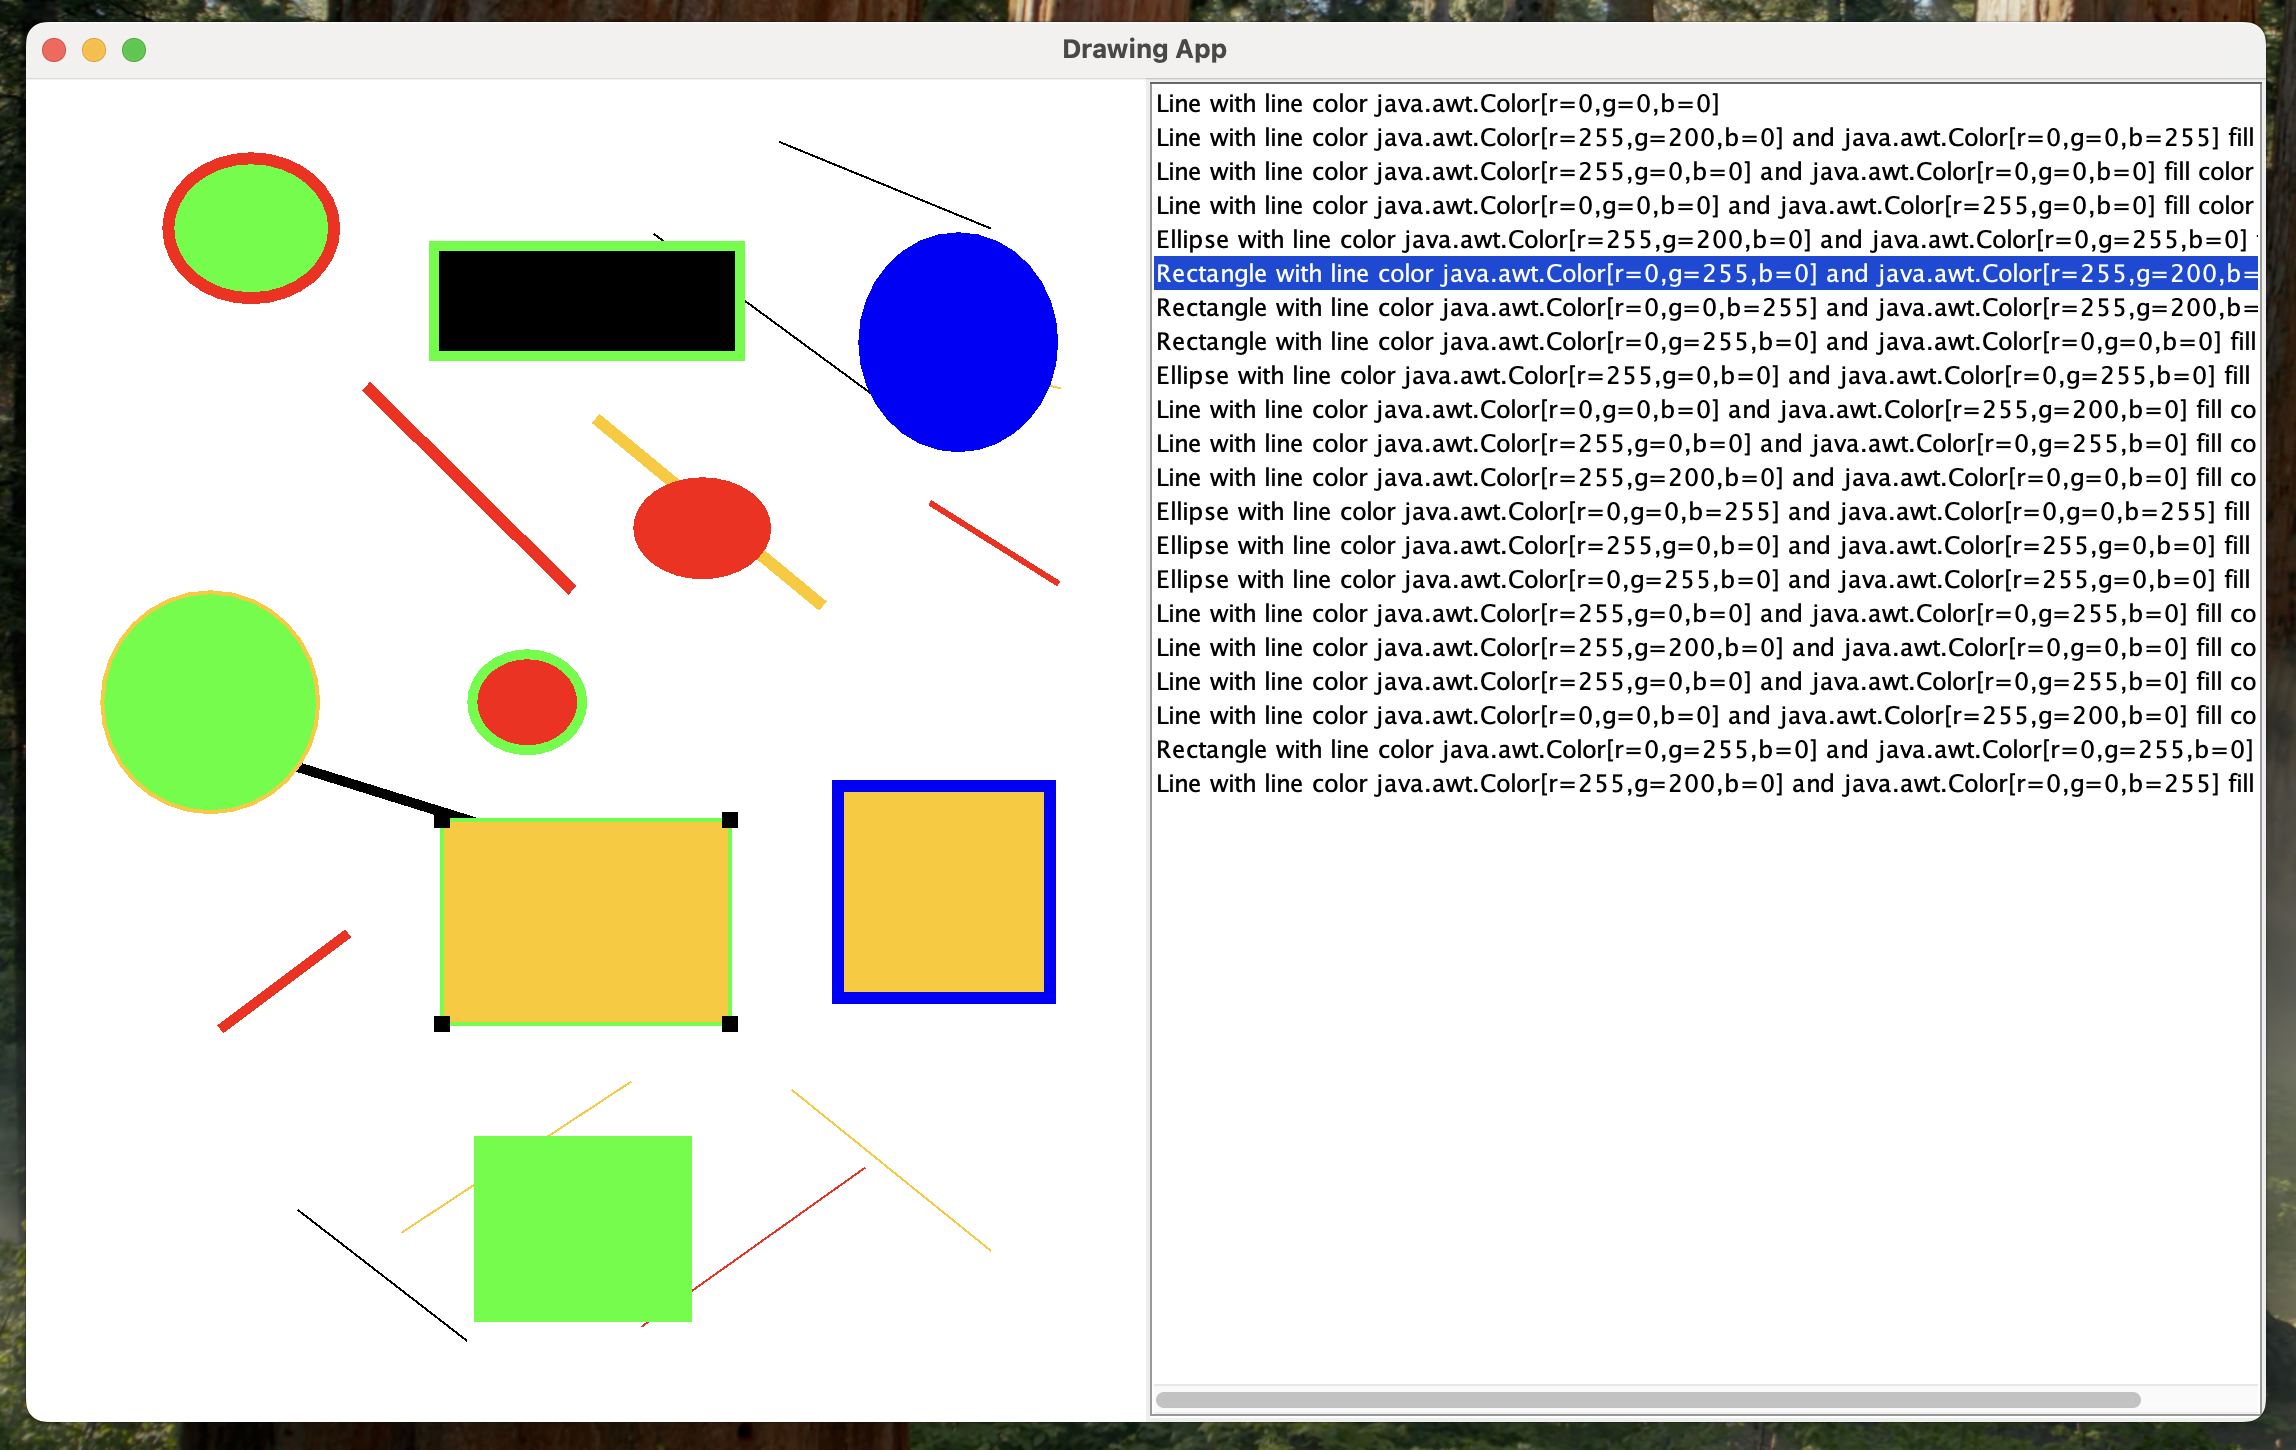 Drawing App
Line with line color java.awt.Color[r=0,g=0,b=0]
Line with line color java.awt.Color[r=255,g=200,b=0] and java.awt.Color[r=0,g=0,b=255] fill
Line with line color java.awt.Color[r=255,g=0,b=0] and java.awt.Color[r=0,g=0,b=0] fill color
Line with line color java.awt.Color[r=0,g=0,b=0] and java.awt.Color[r=255,g=0,b=0] fill color
Ellipse with line color java.awt.Color[r=255,g=200,b=0] and java.awt.Color[r=0,g=255,b=0]
Rectangle with line color java.awt.Color[r=0,g=255,b=0] and java.awt.Color[r=255,g=200,b=
Rectangle with line color java.awt.Color[r=0,g=0,b=255] and java.awt.Color[r=255,g=200,b=
Rectangle with line color java.awt.Color[r=0,g=255,b=0] and java.awt.Color[r=0,g=0,b=0] fill
Ellipse with line color java.awt.Color[r=255,g=0,b=0] and java.awt.Color[r=0,g=255,b=0] fill
Line with line color java.awt.Color[r=0,g=0,b=0] and java.awt.Color[r=255,g=200,b=0] fill co
Line with line color java.awt.Color[r=255,g=0,b=0] and java.awt.Color[r=0,g=255,b=0] fill co
Line with line color java.awt.Color[r=255,g=200,b=0] and java.awt.Color[r=0,g=0,b=0] fill co
Ellipse with line color java.awt.Color[r=0,g=0,b=255] and java.awt.Color[r=0,g=0,b=255] fill
Ellipse with line color java.awt.Color[r=255,g=0,b=0] and java.awt.Color[r=255,g=0,b=0] fill
Ellipse with line color java.awt.Color[r=0,g=255,b=0] and java.awt.Color[r=255,g=0,b=0] fill
Line with line color java.awt.Color[r=255,g=0,b=0] and java.awt.Color[r=0,g=255,b=0] fill co
Line with line color java.awt.Color[r=255,g=200,b=0] and java.awt.Color[r=0,g=0,b=0] fill co
Line with line color java.awt.Color[r=255,g=0,b=0] and java.awt.Color[r=0,g=255,b=0] fill co
Line with line color java.awt.Color[r=0,g=0,b=0] and java.awt.Color[r=255,g=200,b=0] fill co
Rectangle with line color java.awt.Color[r=0,g=255,b=0] and java.awt.Color[r=0,g=255,b=0]
Line with line color java.awt.Color[r=255,g=200,b=0] and java.awt.Color[r=0,g=0,b=255] fill